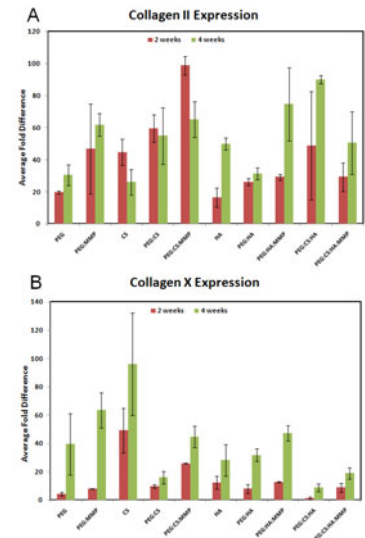 A
Collagen II Expression
2 weeks 4 weeks
Average Fold Difference
120
100
80
60
40
20
0
PEG
PEG:MMP
CS
PEG:CS
PEG:CS:MMP
HA
PEG:HA
PEG:HA:MMP
PEG:CS:HA
PEG:CS:HA:MMP
B
Collagen X Expression
2 weeks 4 weeks
Average Fold Difference
140
120
100
80
60
40
20
0
PEG
PEG:MMP
CS
PEG:CS
PEG:CS:MMP
HA
PEG:HA
PEG:HA:MMP
PEG:CS:HA
PEG:CS:HA:MMP